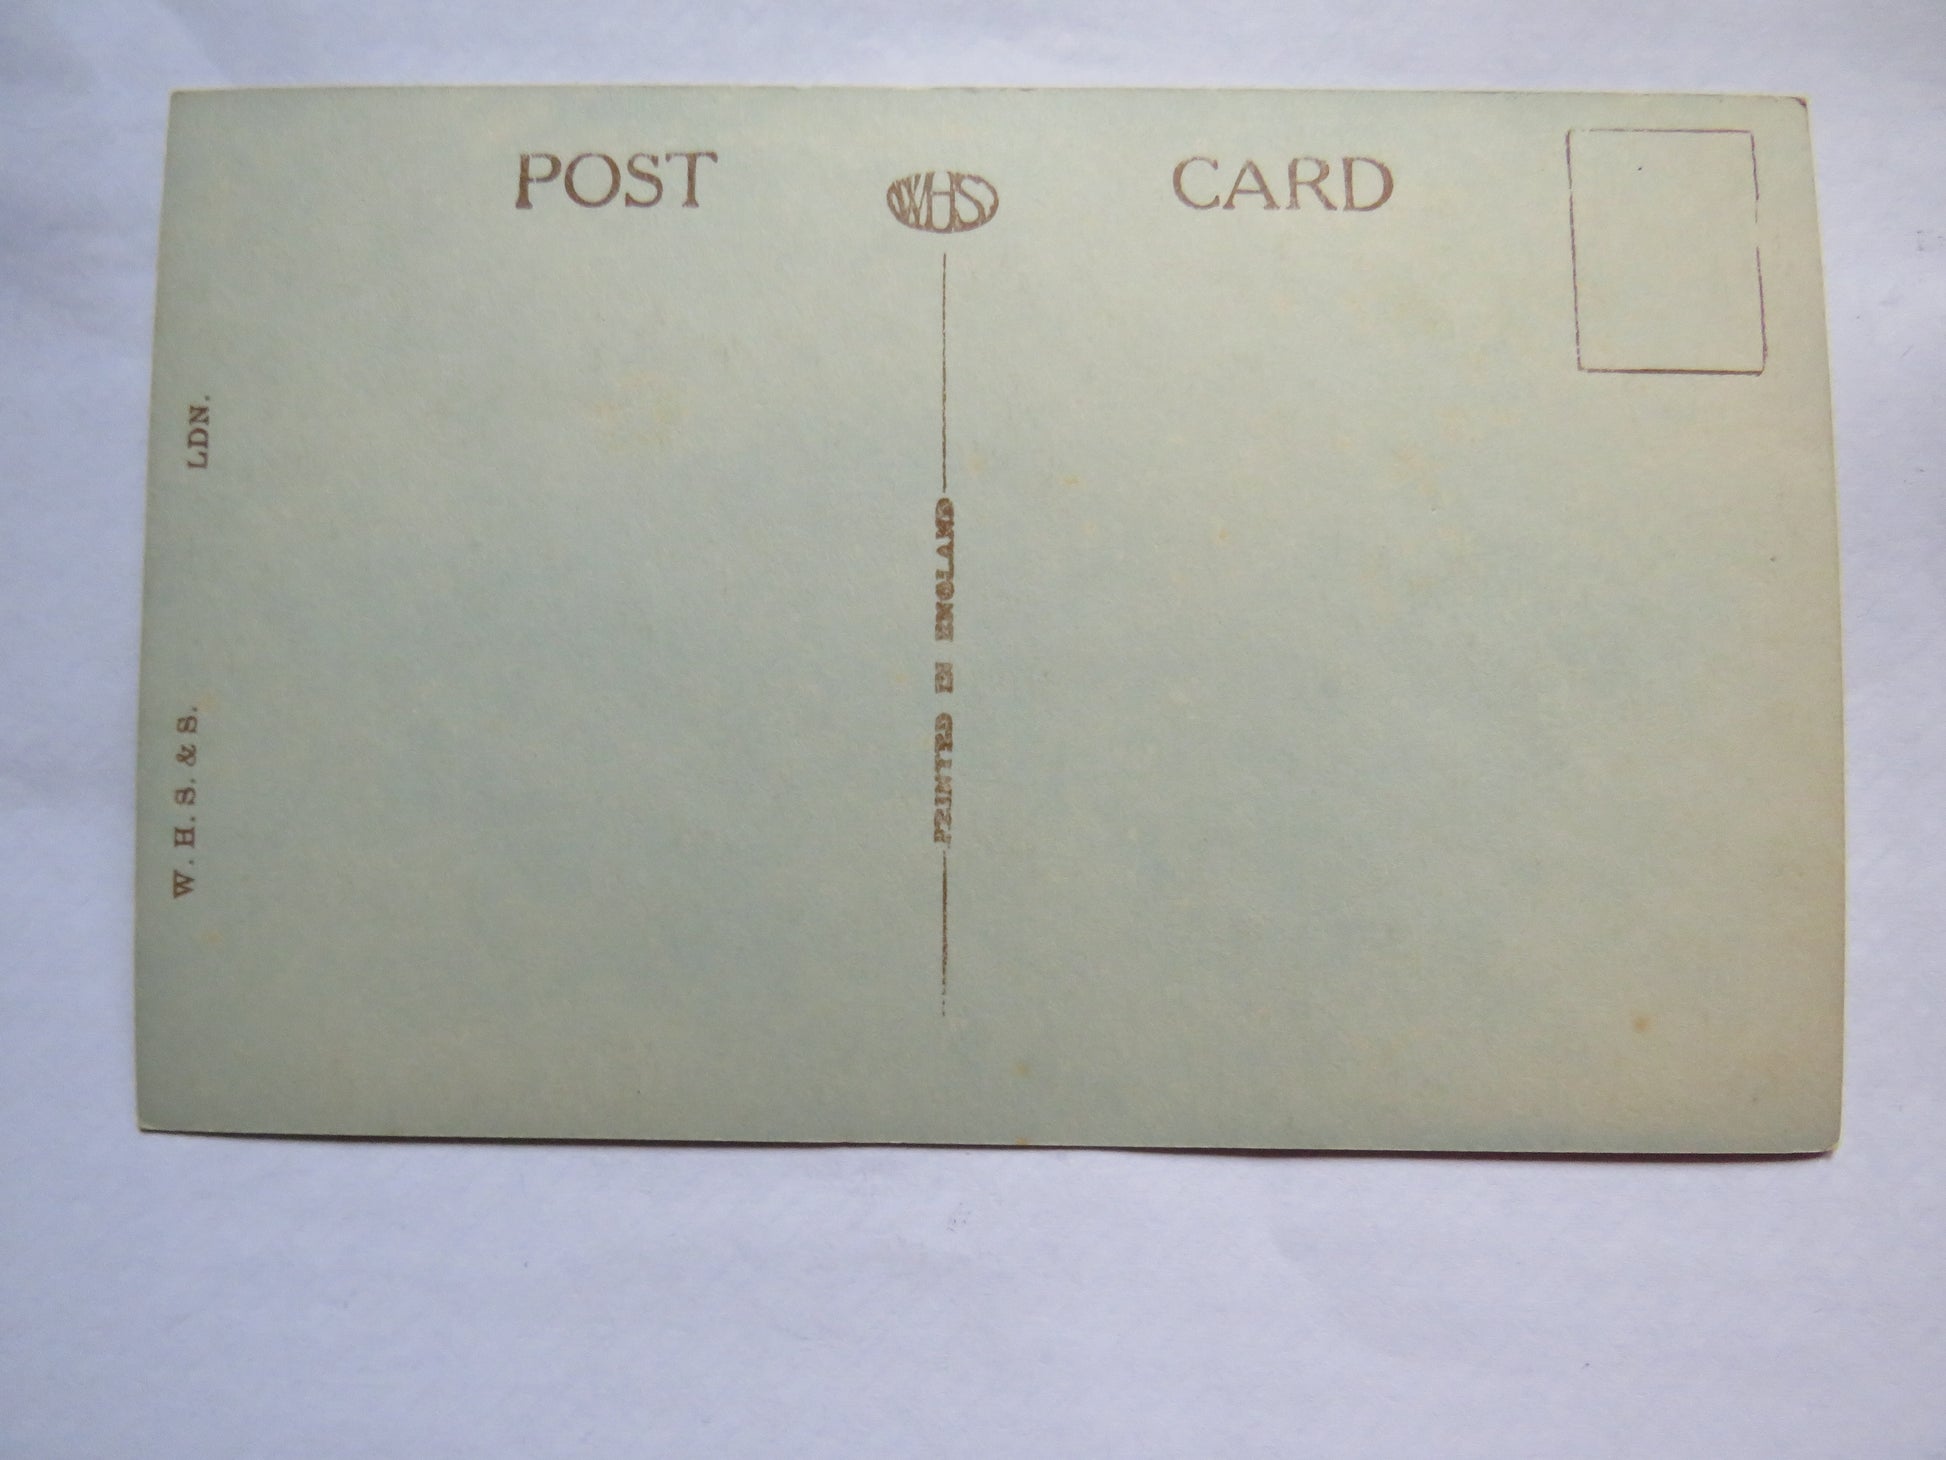 POST WHS CARD
PRINTED IN ENGLAND
W. H. S. & S. LDN.